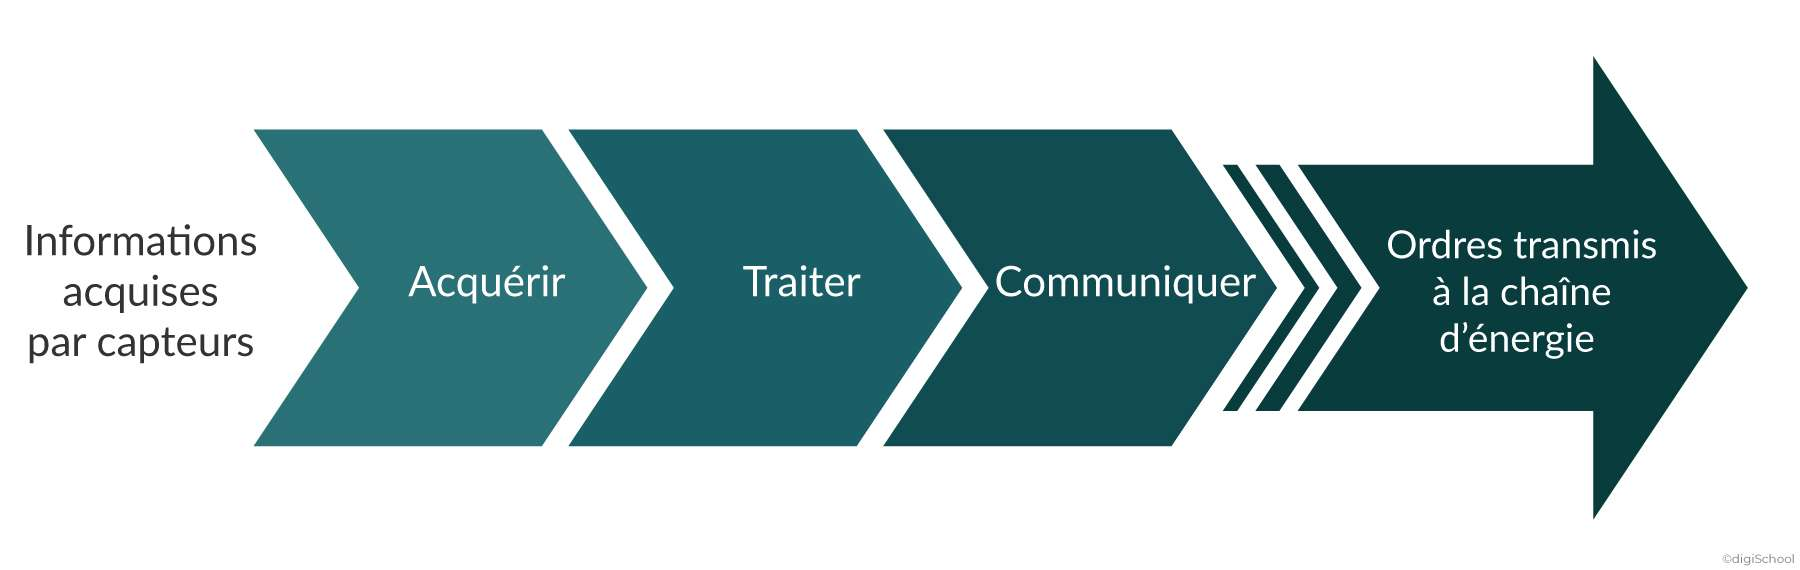 Informations
acquises
par capteurs
Acquérir
Traiter
Communiquer
Ordres transmis
à la chaîne
d’énergie
©digiSchool